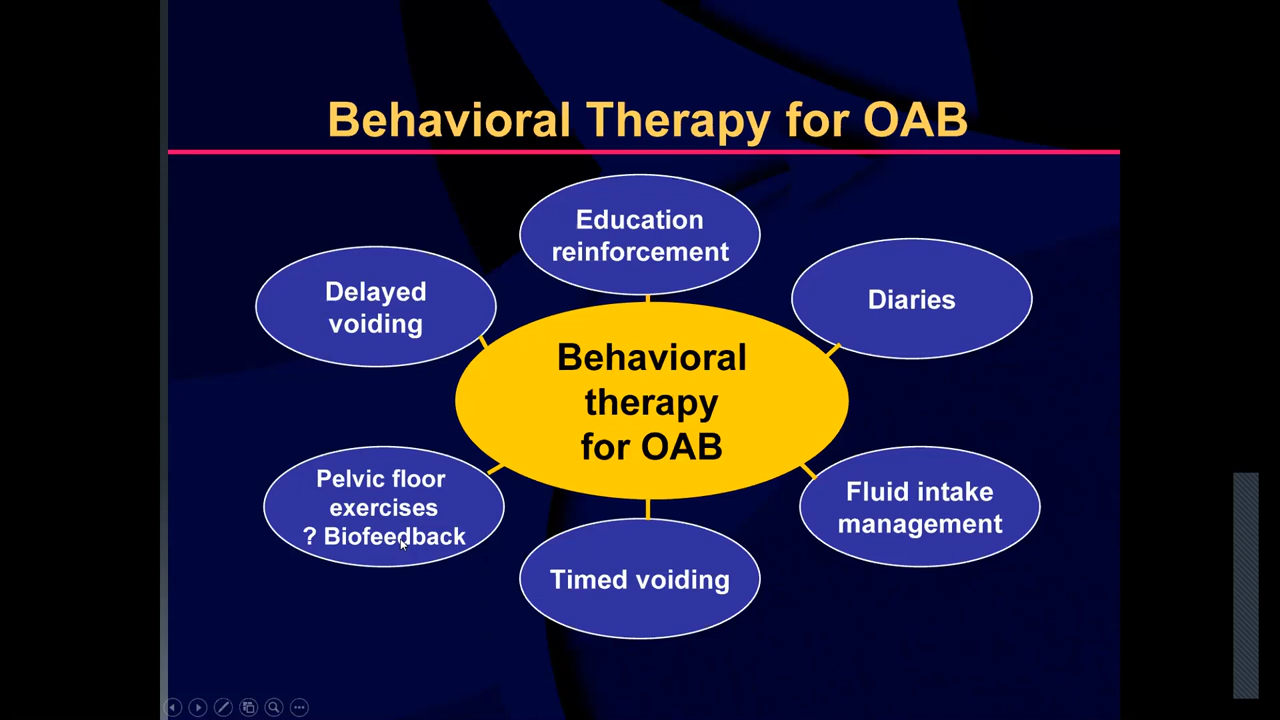 Behavioral Therapy for OAB
Education
reinforcement
Delayed
voiding
Diaries
Behavioral
therapy
for OAB
Pelvic floor
exercises
? Biofeedback
Fluid intake
management
Timed voiding